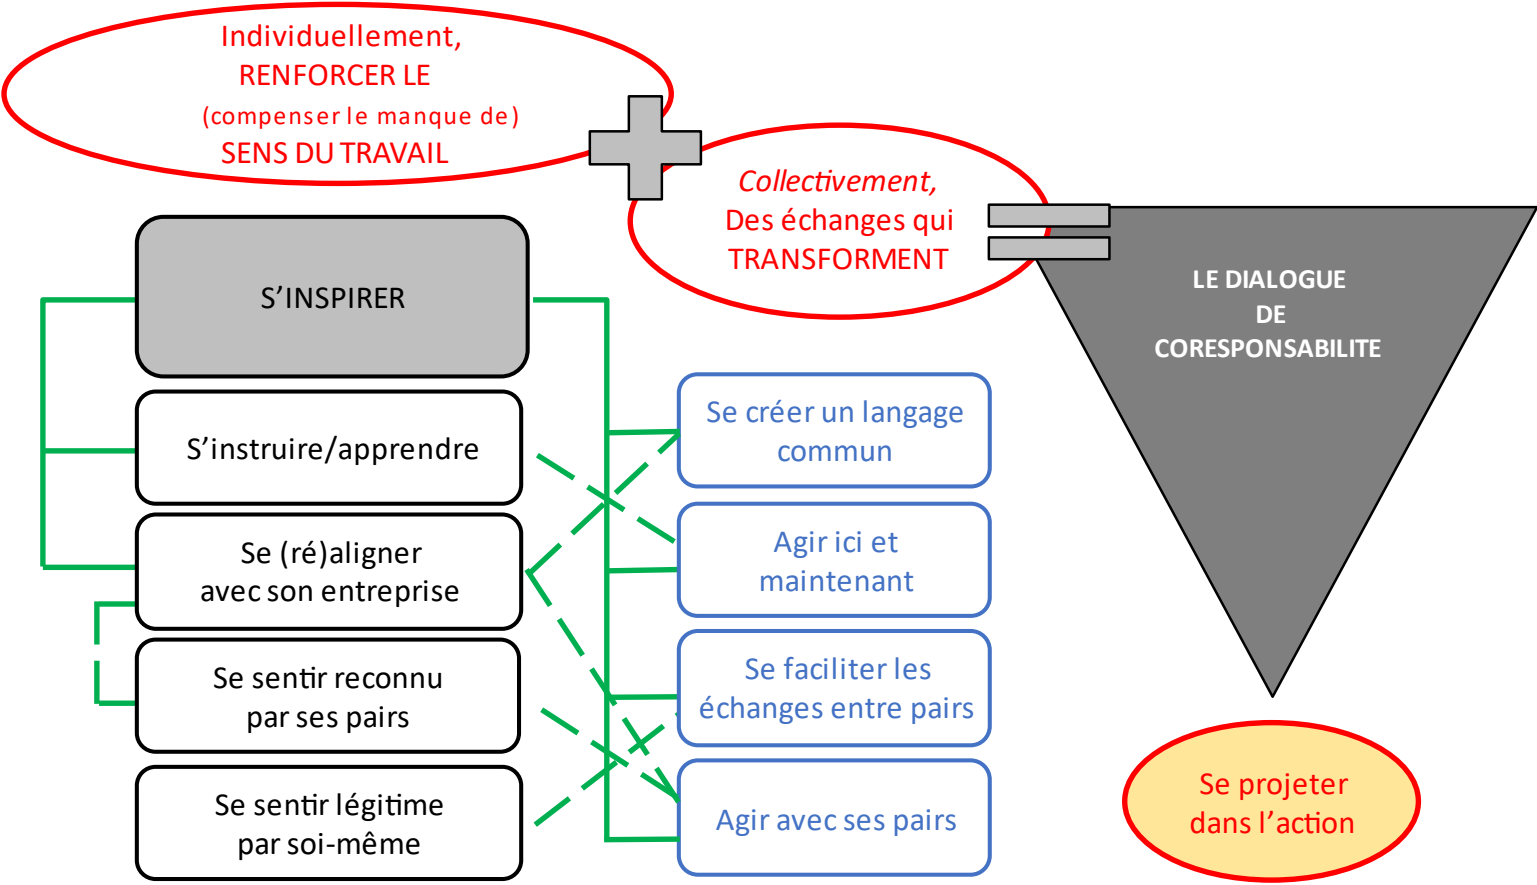 Individuellement,
RENFORCER LE
(compenser le manque de)
SENS DU TRAVAIL
Collectivement,
Des échanges qui
TRANSFORMENT
LE DIALOGUE
DE
CORESPONSABILITE
S’INSPIRER
S’instruire/apprendre
Se (ré)aligner
avec son entreprise
Se sentir reconnu
par ses pairs
Se sentir légitime
par soi-même
Se créer un langage
commun
Agir ici et
maintenant
Se faciliter les
échanges entre pairs
Agir avec ses pairs
Se projeter
dans l’action